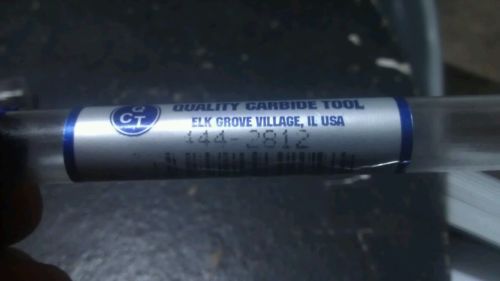 QCT
QUALITY CARBIDE TOOL
ELK GROVE VILLAGE, IL USA
144-2812